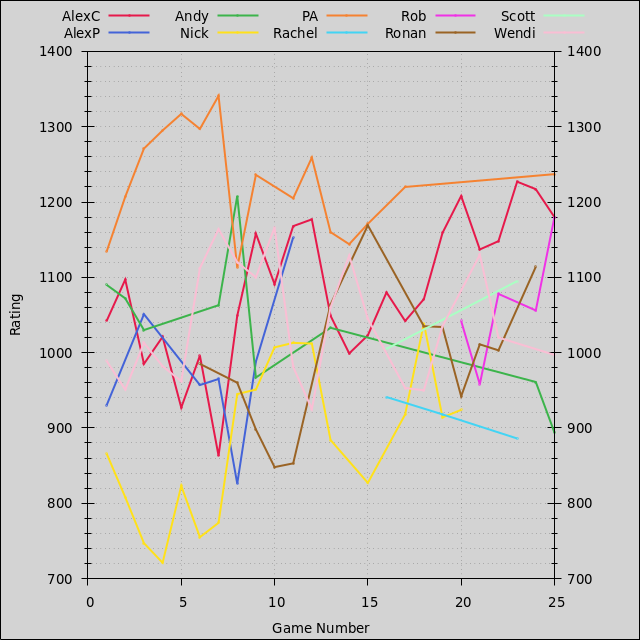 AlexC Andy PA Rob Scott
AlexP Nick Rachel Ronan Wendi
1400 1400
1300 1300
1200 1200
1100 1100
Rating
1000 1000
900 900
800 800
700 700
0 5 10 15 20 25
Game Number